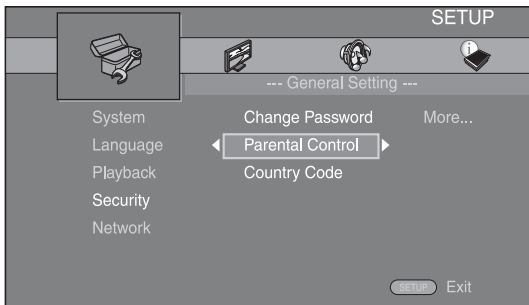 SETUP
--- General Setting ---
System Change Password More...
Language Parental Control
Playback Country Code
Security
Network
SETUP Exit